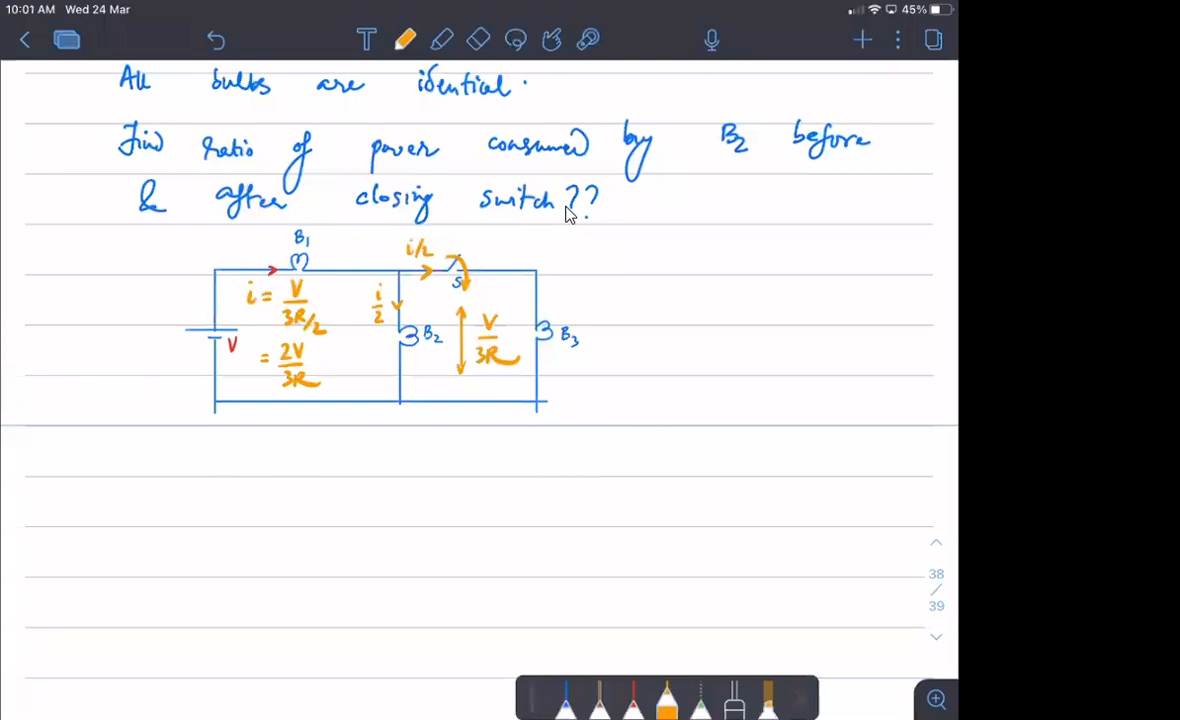 10:01 AM Wed 24 Mar 45%
All bulbs are identical.
Find ratio of power consumed by B2 before
& after closing switch??
B1
i/2
S
i = V/3R/2
i/2
B2
V/3R
B3
V
= 2V/3R
38
/
39